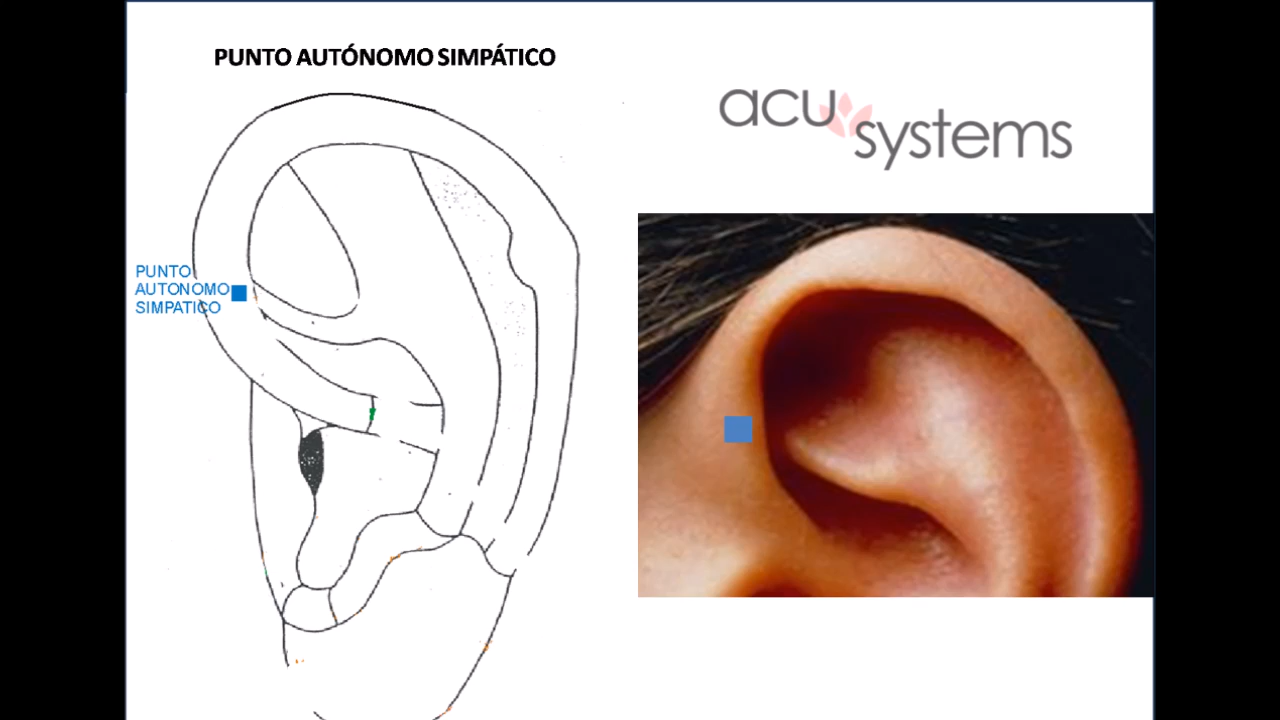 PUNTO AUTÓNOMO SIMPÁTICO
acu
systems
PUNTO
AUTONOMO
SIMPATICO